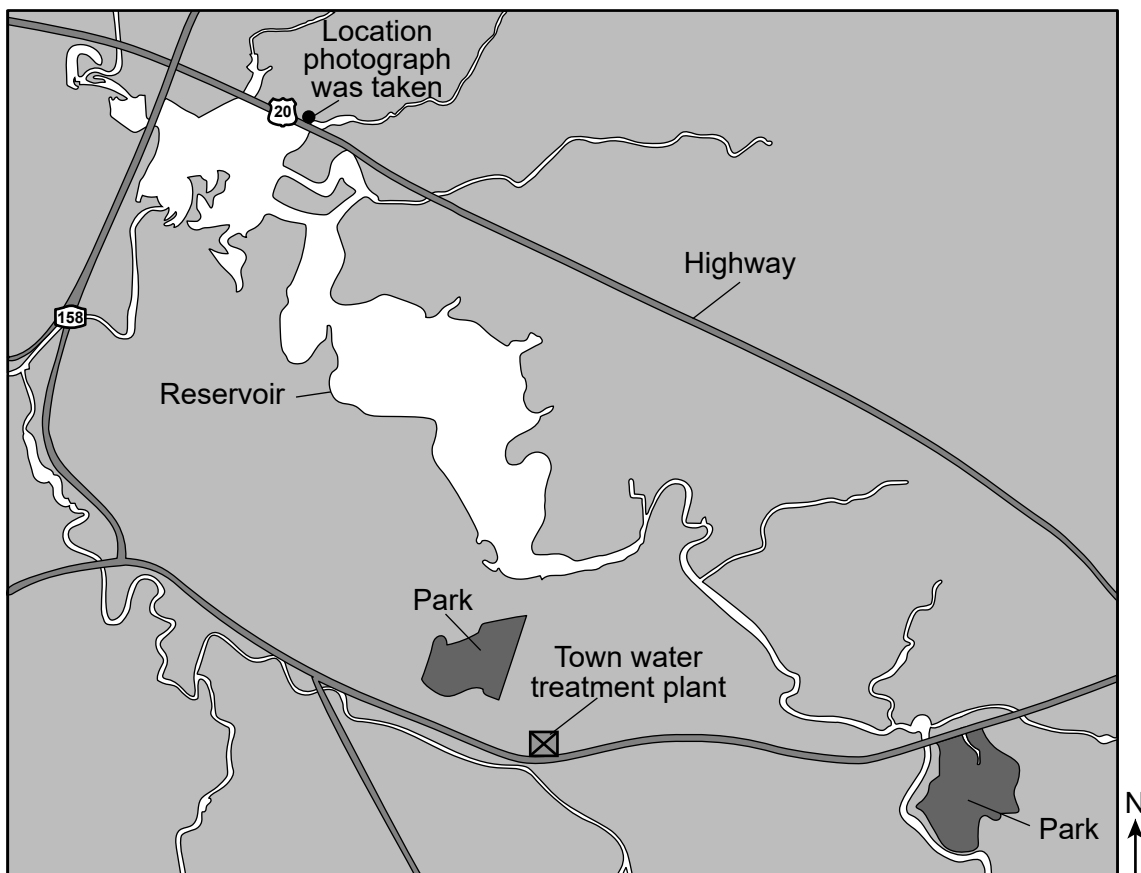 Location
photograph
was taken
20
Highway
158
Reservoir
Park
Town water
treatment plant
N
Park